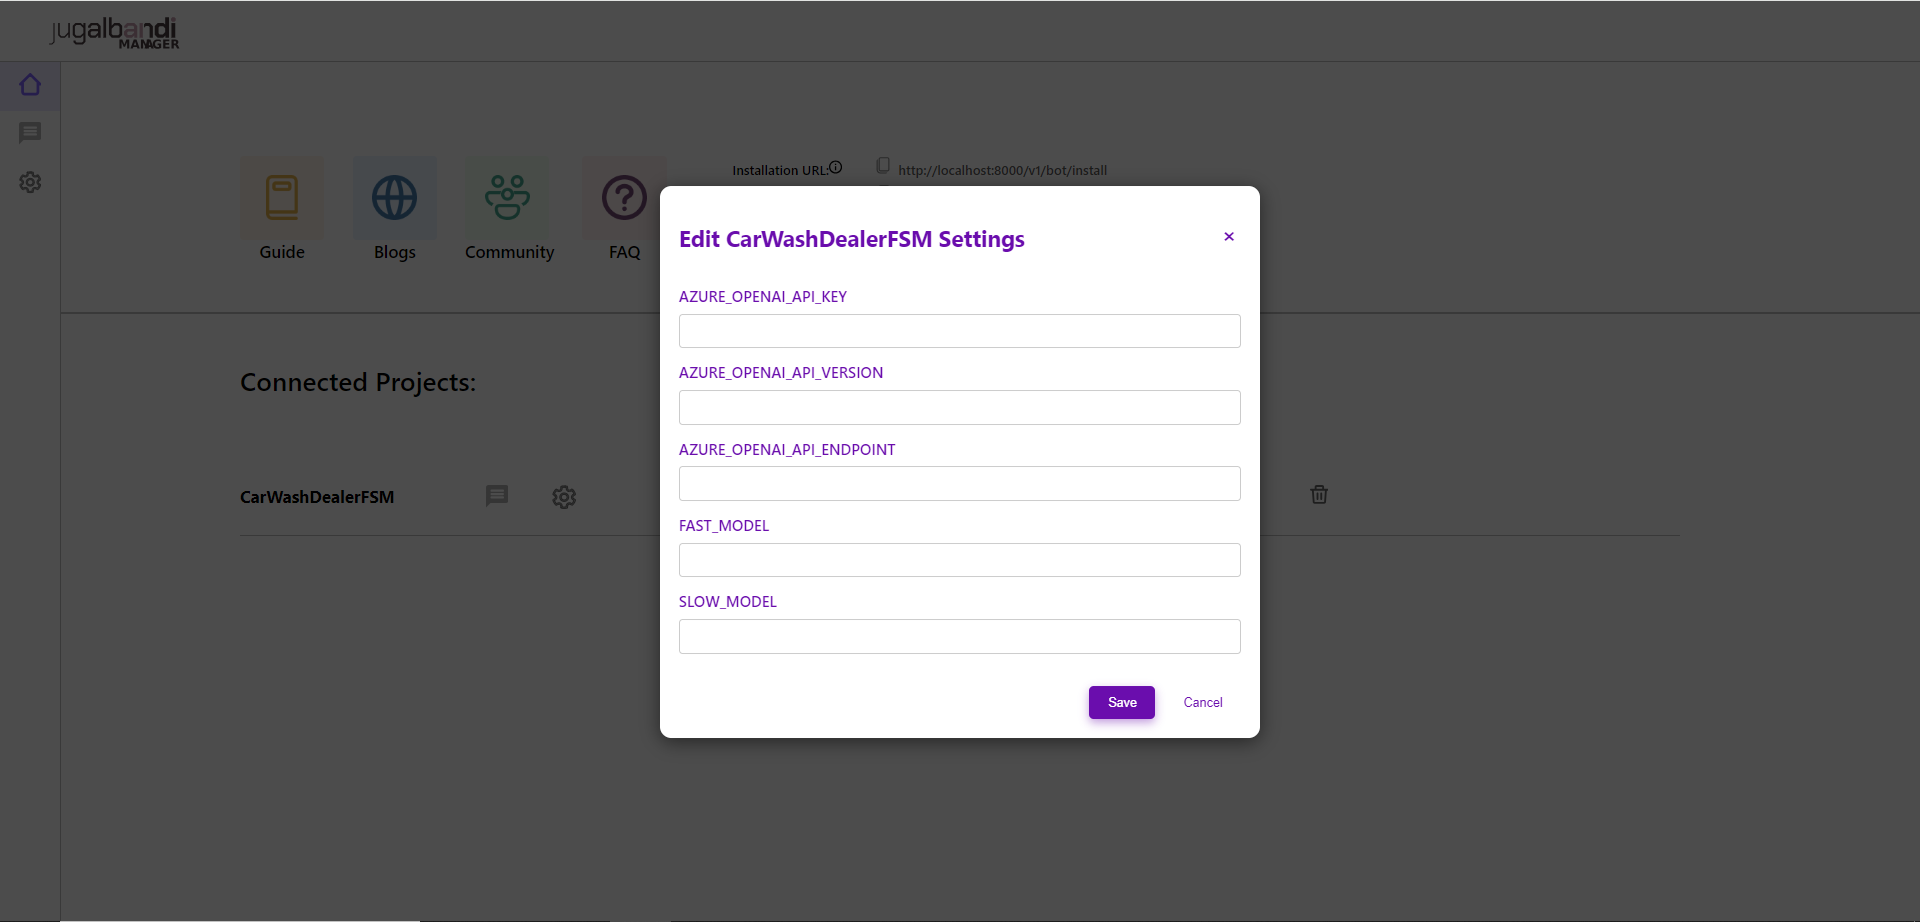 jugalbandi
MANAGER
Installation URL:
http://localhost:8000/v1/bot/install
Guide
Blogs
Community
FAQ
Edit CarWashDealerFSM Settings
×
AZURE_OPENAI_API_KEY
AZURE_OPENAI_API_VERSION
AZURE_OPENAI_API_ENDPOINT
FAST_MODEL
SLOW_MODEL
Save
Cancel
Connected Projects:
CarWashDealerFSM